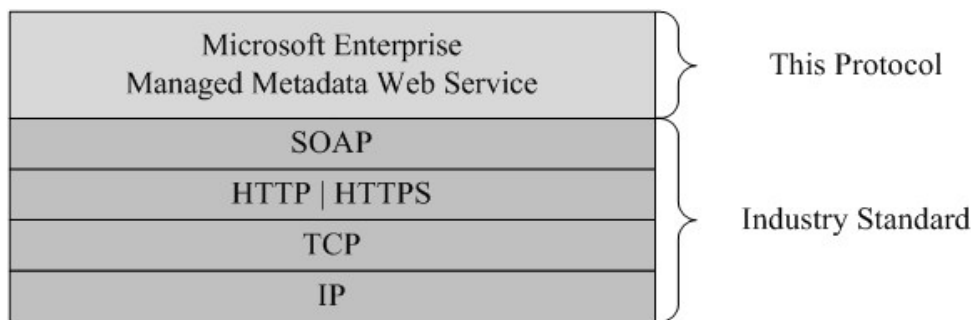 Microsoft Enterprise
Managed Metadata Web Service
This Protocol
SOAP
HTTP | HTTPS
TCP
IP
Industry Standard